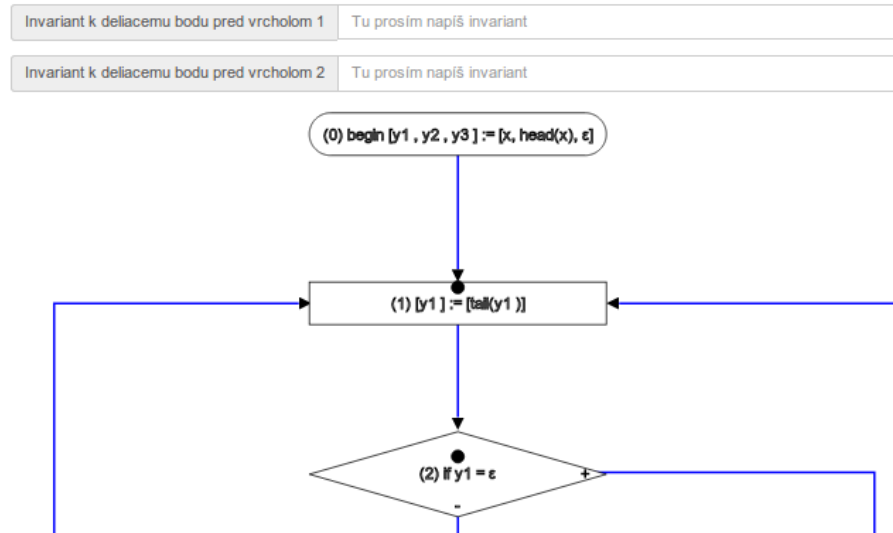 Invariant k deliacemu bodu pred vrcholom 1 Tu prosím napíš invariant
Invariant k deliacemu bodu pred vrcholom 2 Tu prosím napíš invariant
(0) begin [y1 , y2 , y3 ] := [x, head(x), ε]
(1) [y1 ] := [tail(y1 )]
(2) If y1 = ε
+
-